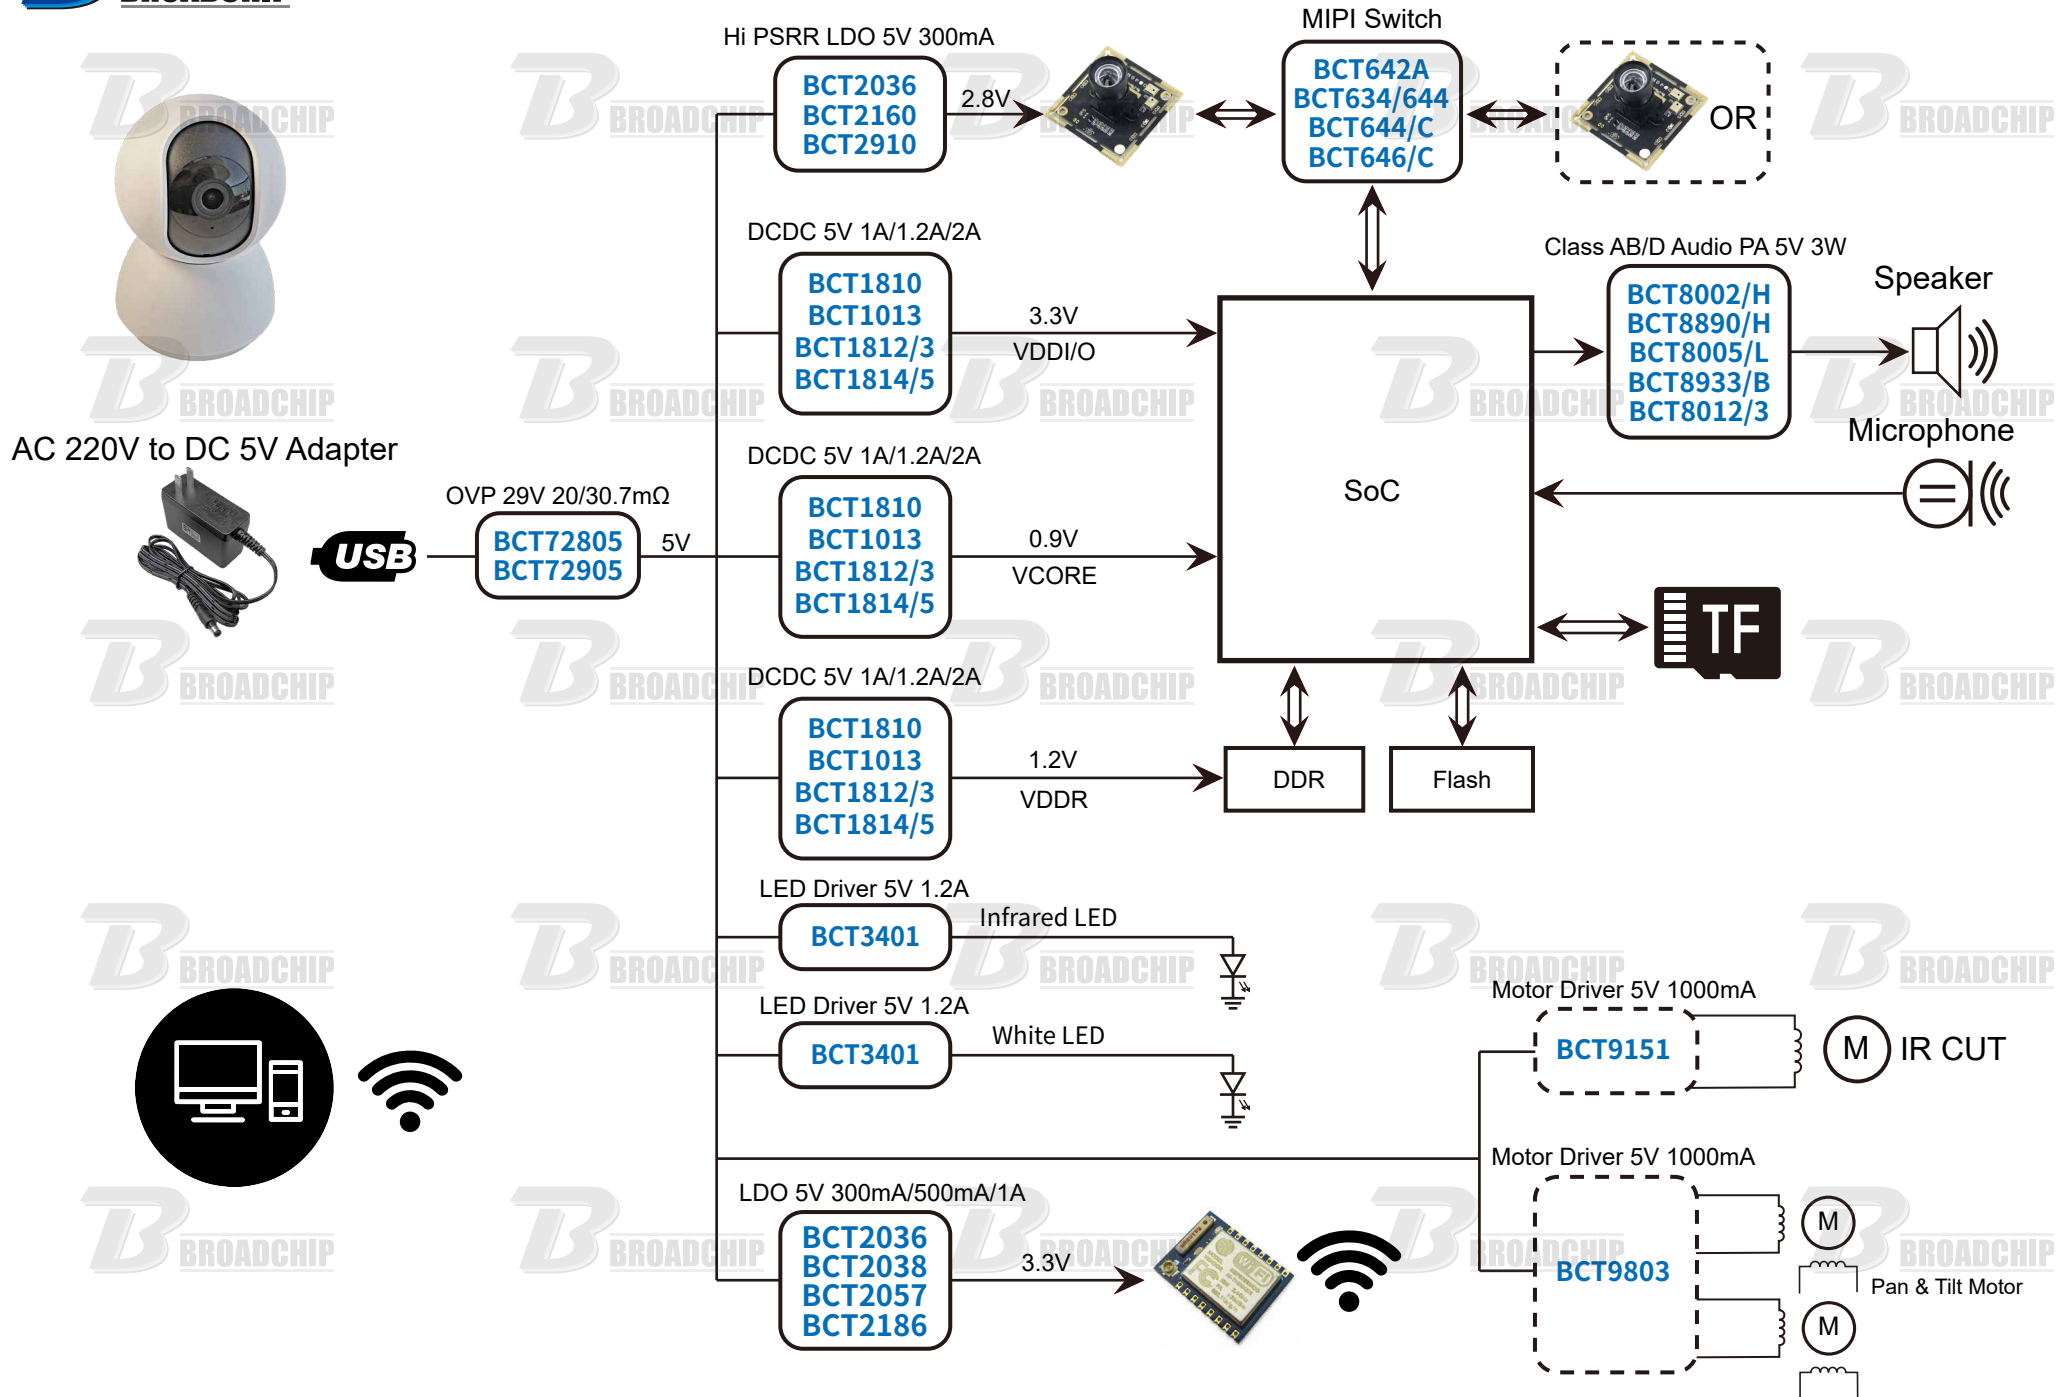 BROADCHIP
MIPI Switch
Hi PSRR LDO 5V 300mA
BCT2036
BCT2160
BCT2910
2.8V
BCT642A
BCT634/644
BCT644/C
BCT646/C
OR
DCDC 5V 1A/1.2A/2A
BCT1810
BCT1013
BCT1812/3
BCT1814/5
3.3V
VDDI/O
Class AB/D Audio PA 5V 3W
BCT8002/H
BCT8890/H
BCT8005/L
BCT8933/B
BCT8012/3
Speaker
Microphone
AC 220V to DC 5V Adapter
USB
OVP 29V 20/30.7mΩ
BCT72805
BCT72905
5V
DCDC 5V 1A/1.2A/2A
BCT1810
BCT1013
BCT1812/3
BCT1814/5
0.9V
VCORE
SoC
TF
DCDC 5V 1A/1.2A/2A
BCT1810
BCT1013
BCT1812/3
BCT1814/5
1.2V
VDDR
DDR
Flash
LED Driver 5V 1.2A
BCT3401
Infrared LED
LED Driver 5V 1.2A
BCT3401
White LED
Motor Driver 5V 1000mA
BCT9151
M
IR CUT
Motor Driver 5V 1000mA
BCT9803
M
Pan & Tilt Motor
M
LDO 5V 300mA/500mA/1A
BCT2036
BCT2038
BCT2057
BCT2186
3.3V